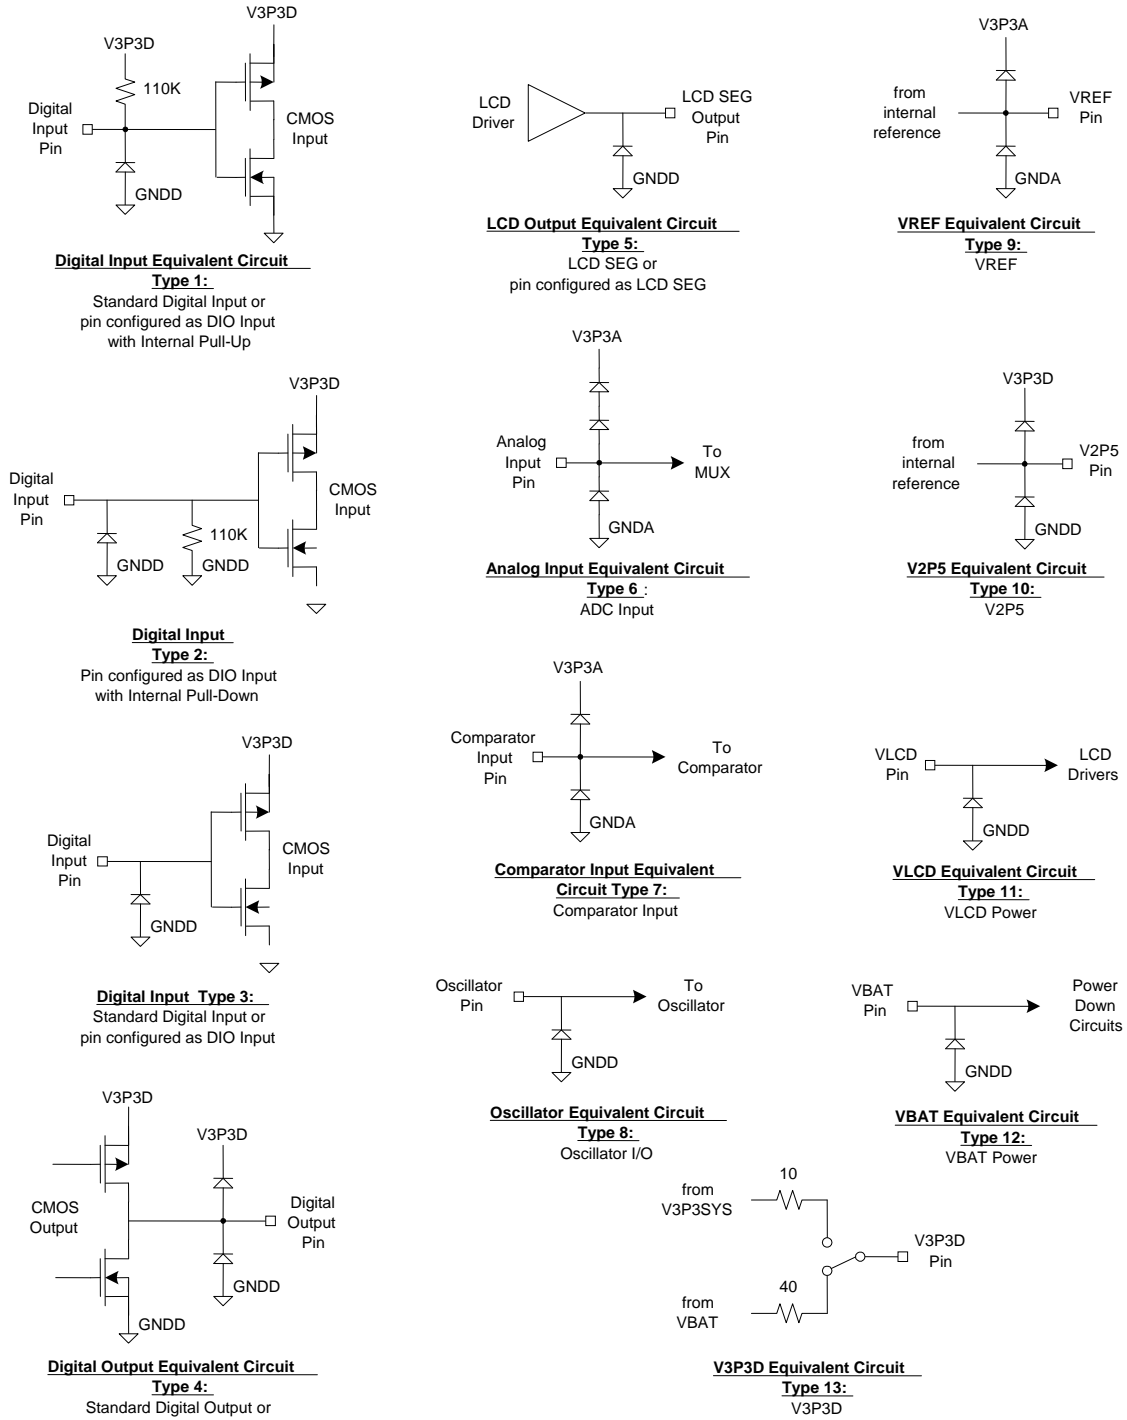 V3P3D
V3P3D
110K
Digital
Input
Pin
CMOS
Input
GNDD
Digital Input Equivalent Circuit
Type 1:
Standard Digital Input or
pin configured as DIO Input
with Internal Pull-Up
V3P3D
Digital
Input
Pin
CMOS
Input
110K
GNDD
GNDD
Digital Input
Type 2:
Pin configured as DIO Input
with Internal Pull-Down
V3P3D
Digital
Input
Pin
CMOS
Input
GNDD
Digital Input Type 3:
Standard Digital Input or
pin configured as DIO Input
V3P3D
V3P3D
CMOS
Output
Digital
Output
Pin
GNDD
GNDD
Digital Output Equivalent Circuit
Type 4:
Standard Digital Output or
LCD
Driver
LCD SEG
Output
Pin
GNDD
LCD Output Equivalent Circuit
Type 5:
LCD SEG or
pin configured as LCD SEG
V3P3A
Analog
Input
Pin
To
MUX
GNDA
Analog Input Equivalent Circuit
Type 6 :
ADC Input
V3P3A
Comparator
Input
Pin
To
Comparator
GNDA
Comparator Input Equivalent
Circuit Type 7:
Comparator Input
Oscillator
Pin
To
Oscillator
GNDD
Oscillator Equivalent Circuit
Type 8:
Oscillator I/O
V3P3A
from
internal
reference
VREF
Pin
GNDA
VREF Equivalent Circuit
Type 9:
VREF
V3P3D
from
internal
reference
V2P5
Pin
GNDD
V2P5 Equivalent Circuit
Type 10:
V2P5
VLCD
Pin
LCD
Drivers
GNDD
VLCD Equivalent Circuit
Type 11:
VLCD Power
VBAT
Pin
Power
Down
Circuits
GNDD
VBAT Equivalent Circuit
Type 12:
VBAT Power
from
V3P3SYS
10
V3P3D
Pin
40
from
VBAT
V3P3D Equivalent Circuit
Type 13:
V3P3D